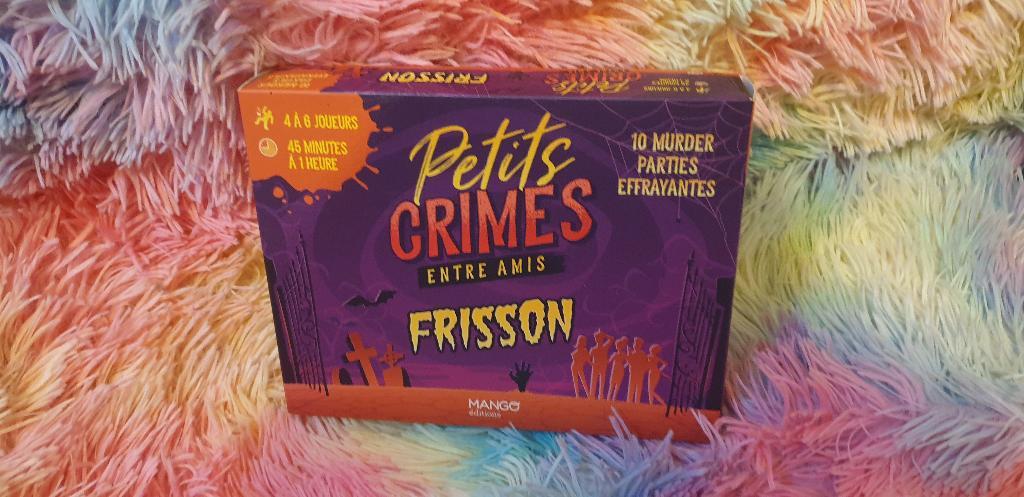 FRISSON
Petits
CRIMES
4 À 6 JOUEURS
45 MINUTES
À 1 HEURE
Petits
CRIMES
ENTRE AMIS
FRISSON
10 MURDER
PARTIES
EFFRAYANTES
MANGO
éditions